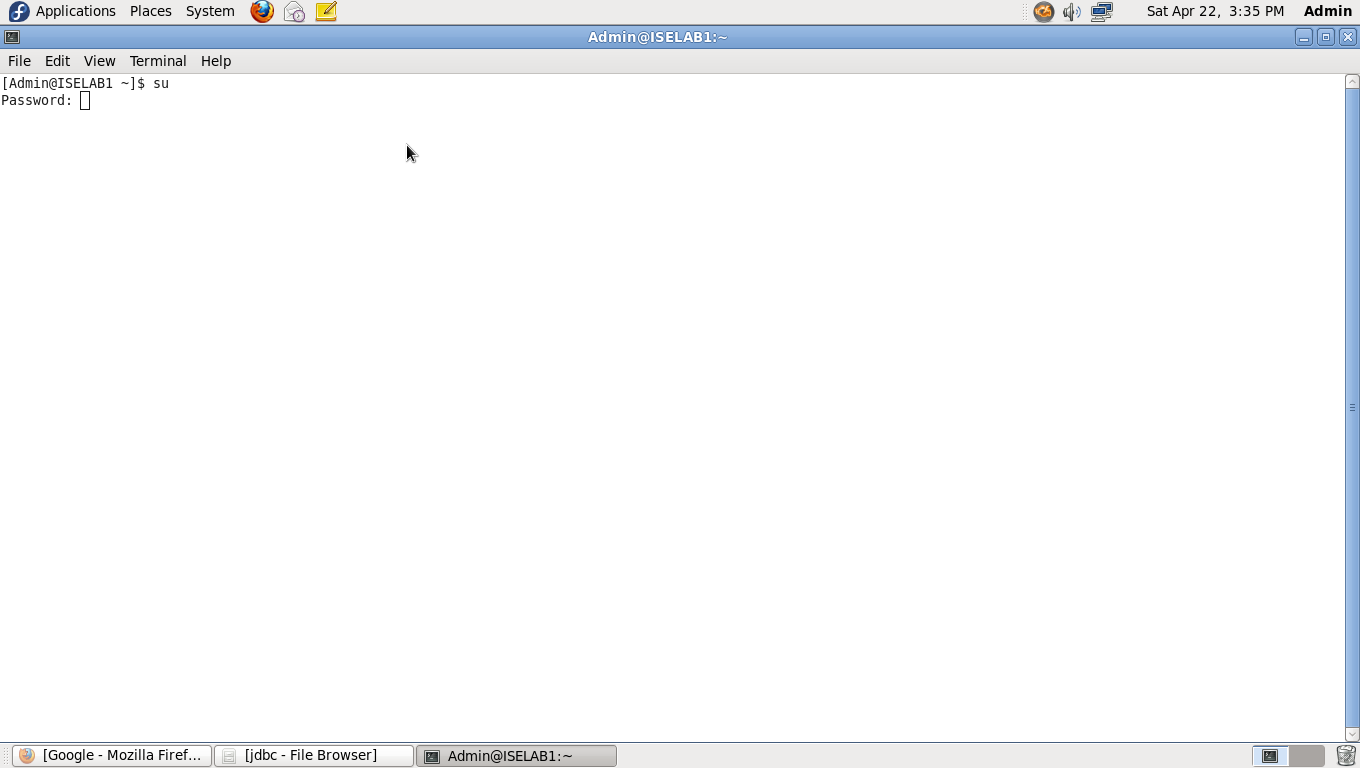 Applications Places System Sat Apr 22, 3:35 PM Admin
Admin@ISELAB1:~
File Edit View Terminal Help
[Admin@ISELAB1 ~]$ su
Password:
[Google - Mozilla Firef... [jdbc - File Browser] Admin@ISELAB1:~